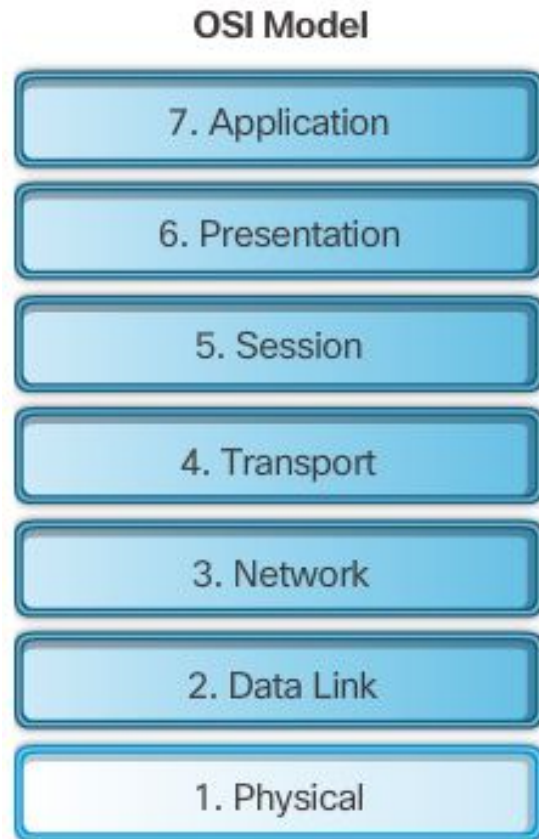 OSI Model
7. Application
6. Presentation
5. Session
4. Transport
3. Network
2. Data Link
1. Physical